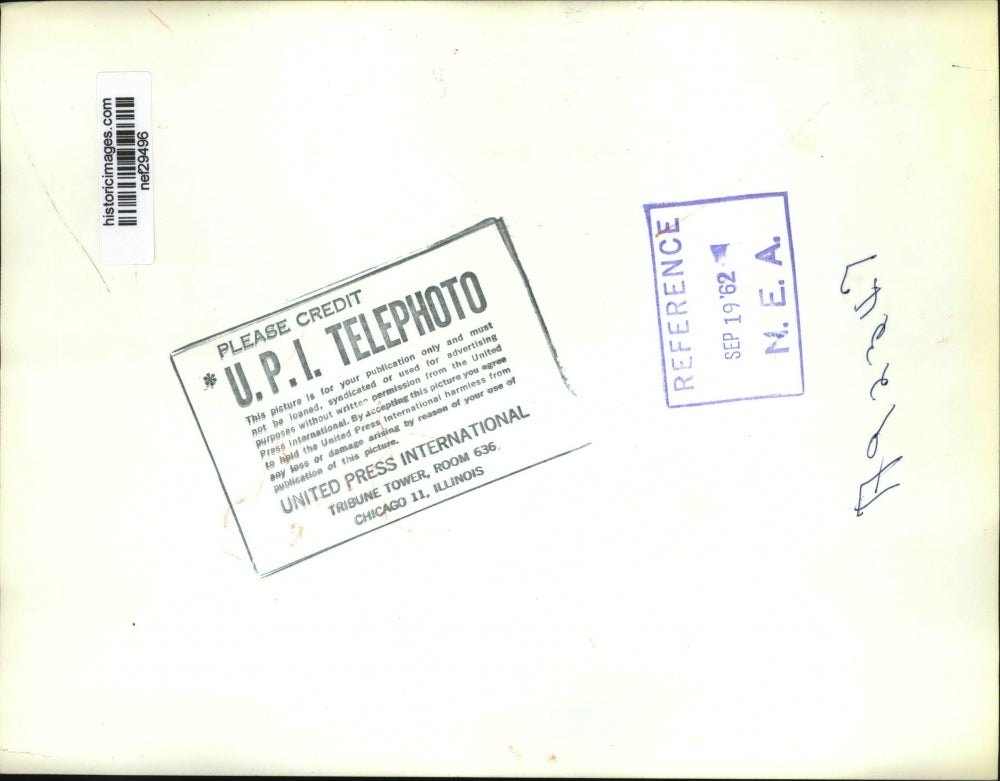 historicimages.com
nef29496
PLEASE CREDIT
* U.P.I. TELEPHOTO
This picture is for your publication only and must
not be loaned, syndicated or used for advertising
purposes without written permission from the United
Press International. By accepting this picture you agree
to hold the United Press International harmless from
any loss or damage arising by reason of your use of
publication of this picture.
UNITED PRESS INTERNATIONAL
TRIBUNE TOWER, ROOM 636
CHICAGO 11, ILLINOIS
REFERENCE
SEP 19 '62
N. E. A.